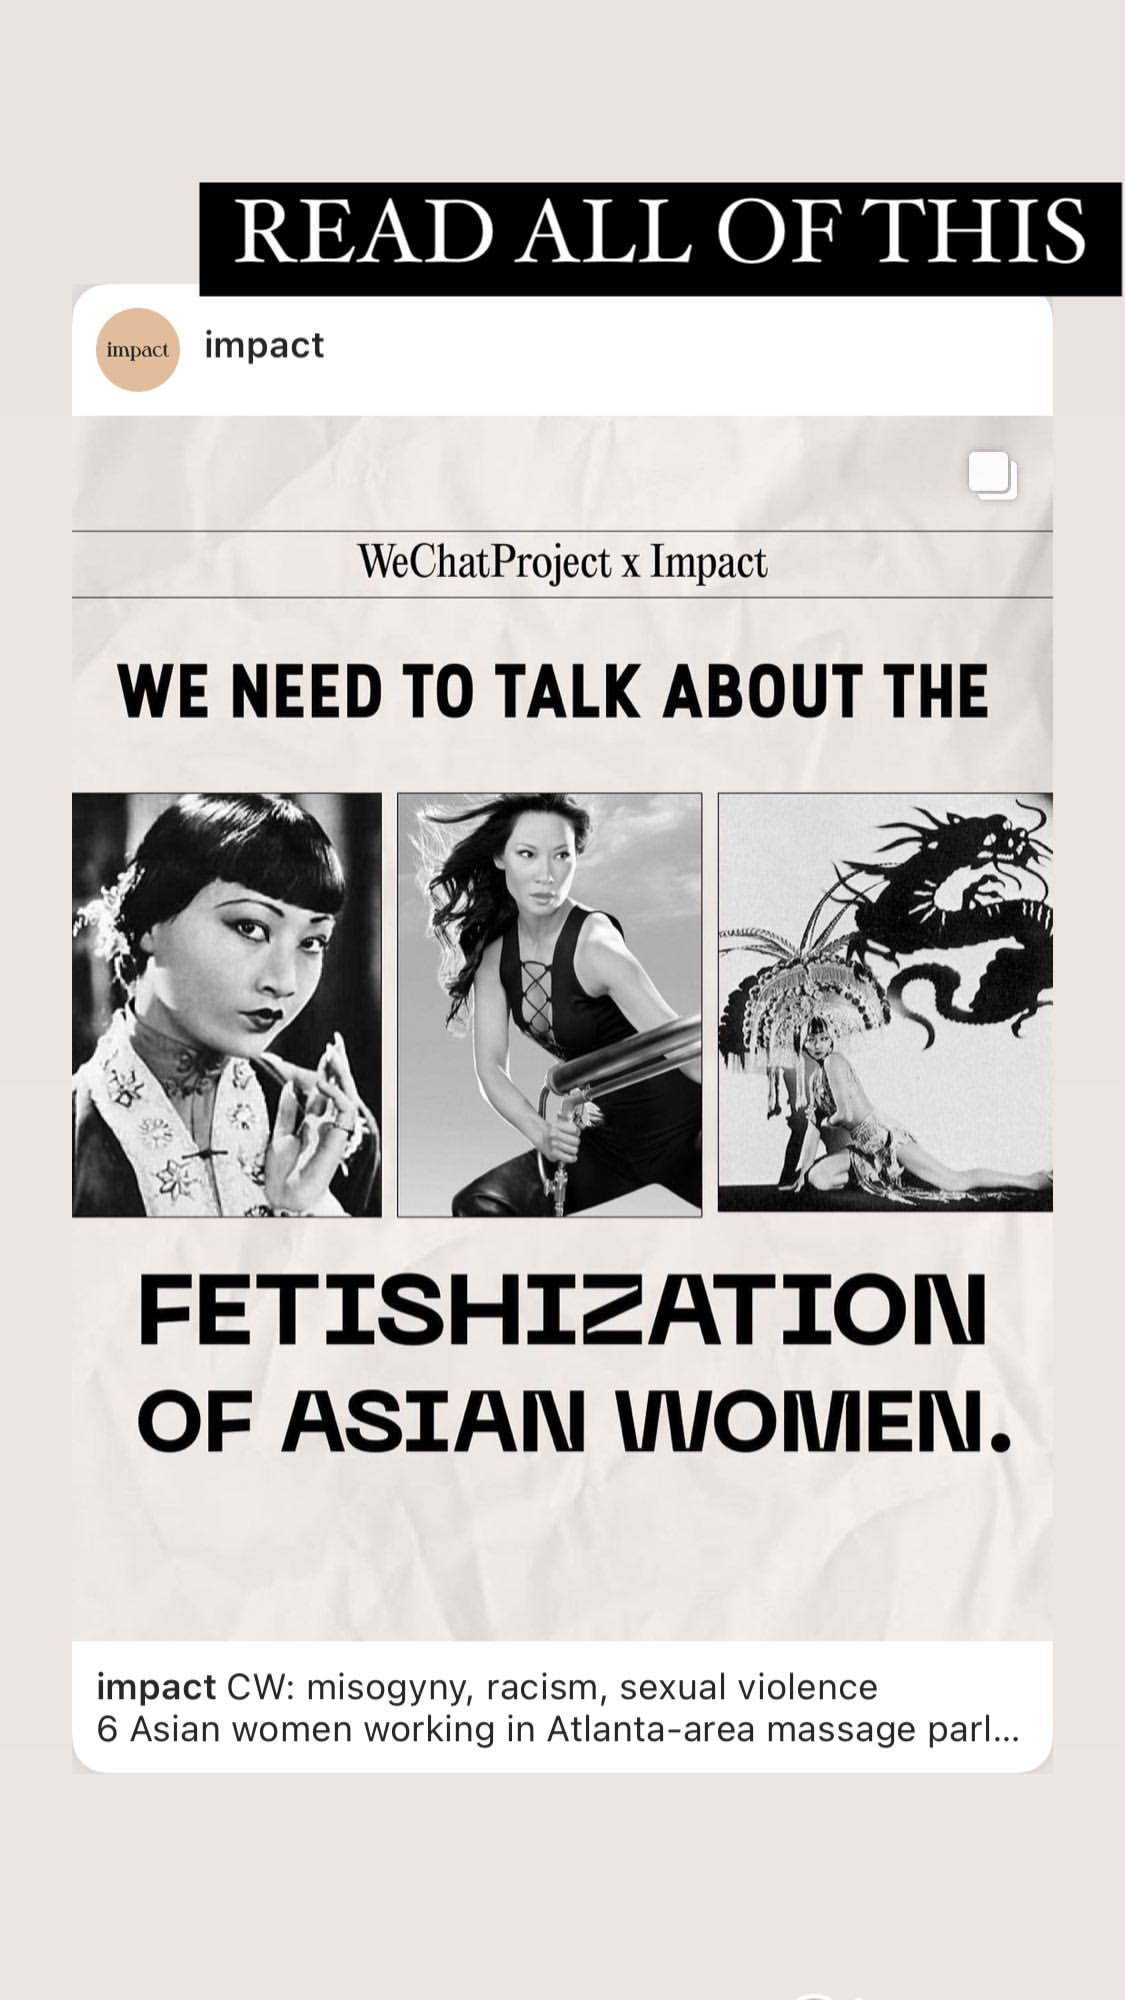 READ ALL OF THIS
impact
impact
WeChatProject x Impact
WE NEED TO TALK ABOUT THE
FETISHIZATION
OF ASIAN WOMEN.
impact CW: misogyny, racism, sexual violence
6 Asian women working in Atlanta-area massage parl...